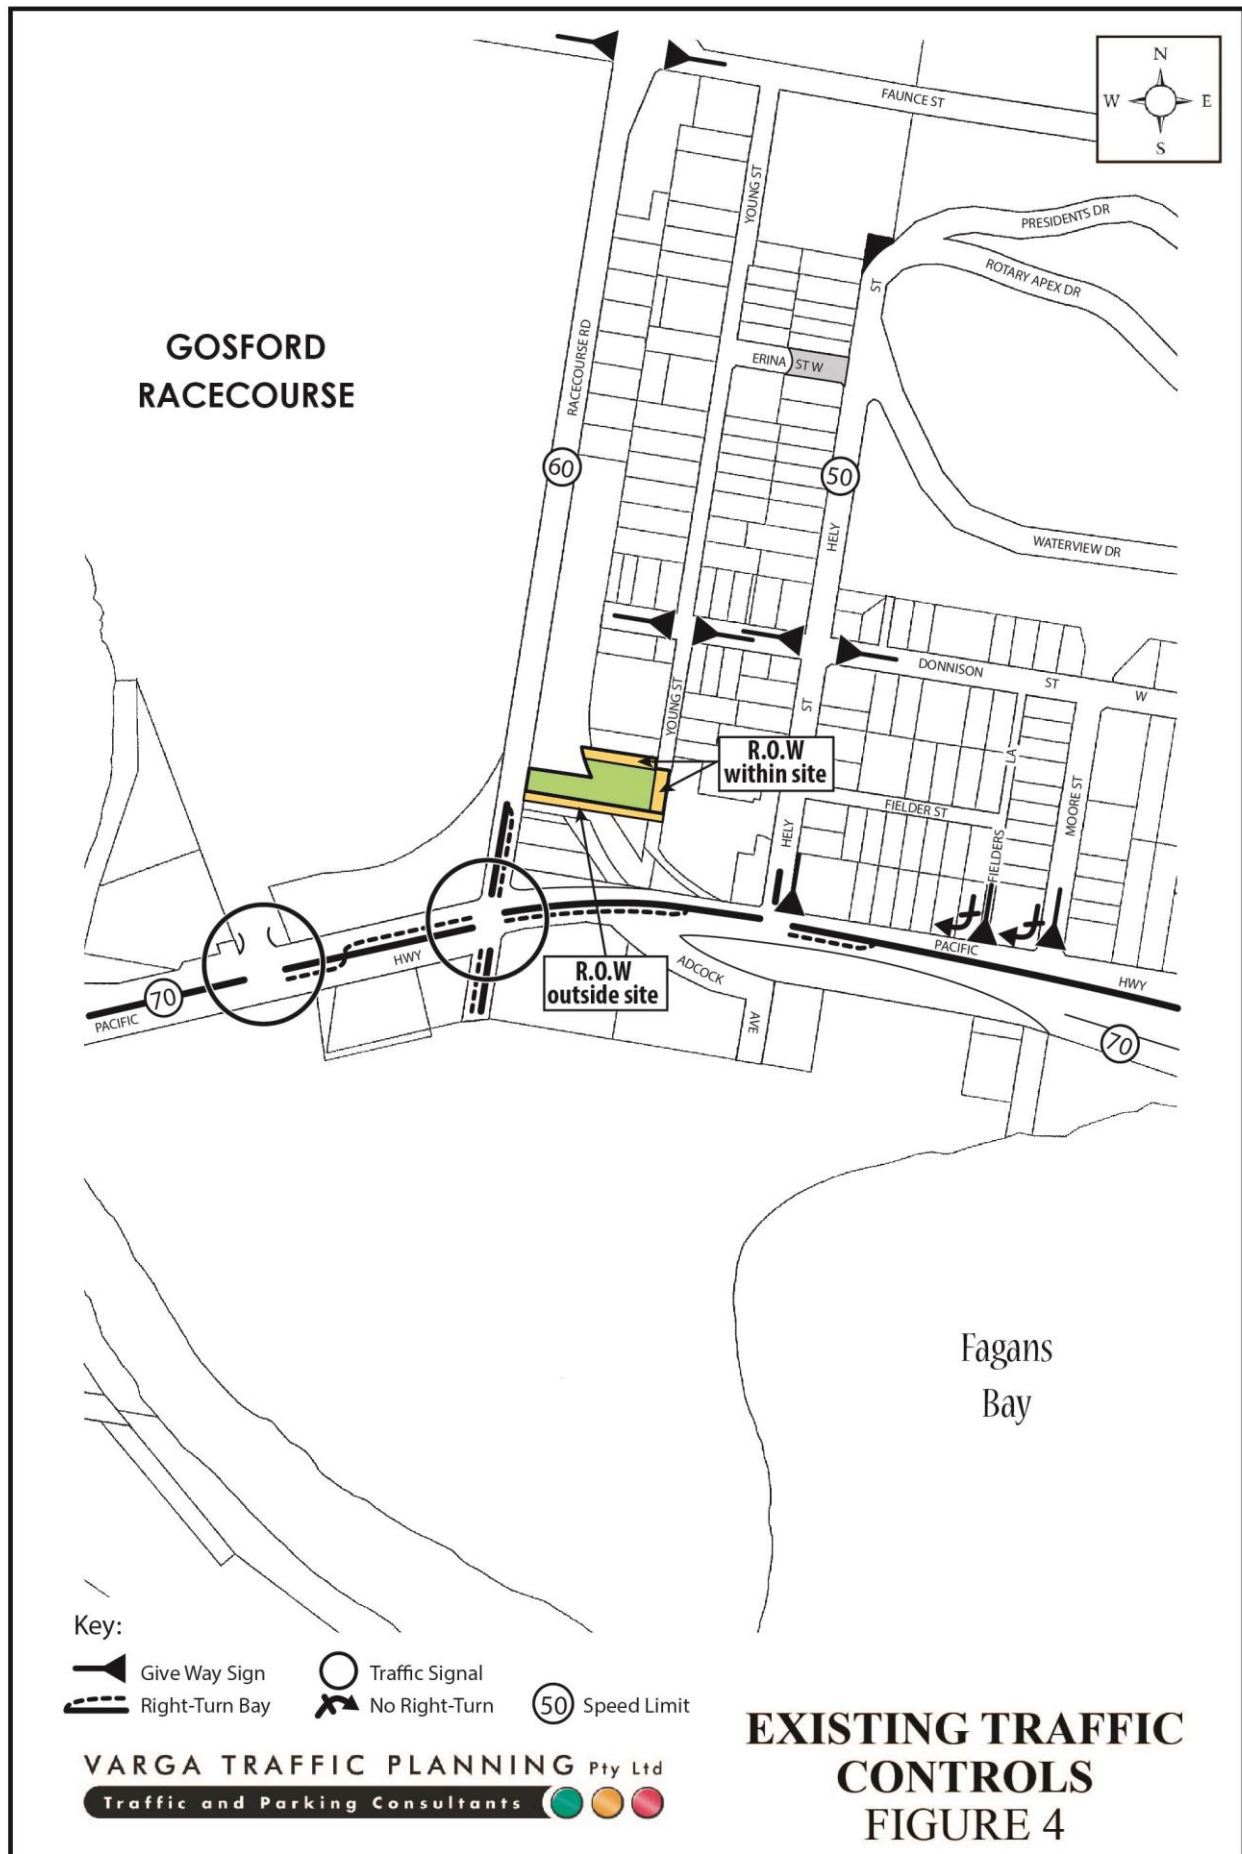 N
W E
S
FAUNCE ST
YOUNG ST
PRESIDENTS DR
ROTARY APEX DR
ST
GOSFORD
RACECOURSE
RACECOURSE RD
ERINA ST W
60
50
HELY
WATERVIEW DR
DONNISON ST W
YOUNG ST
ST
R.O.W
within site
LA
FIELDER ST
MOORE ST
HELY
FIELDERS
PACIFIC
HWY
HWY
R.O.W
outside site
ADCOCK
AVE
70
PACIFIC
70
Fagans
Bay
Key:
Give Way Sign
Traffic Signal
Right-Turn Bay
No Right-Turn
50 Speed Limit
EXISTING TRAFFIC
CONTROLS
FIGURE 4
VARGA TRAFFIC PLANNING Pty Ltd
Traffic and Parking Consultants